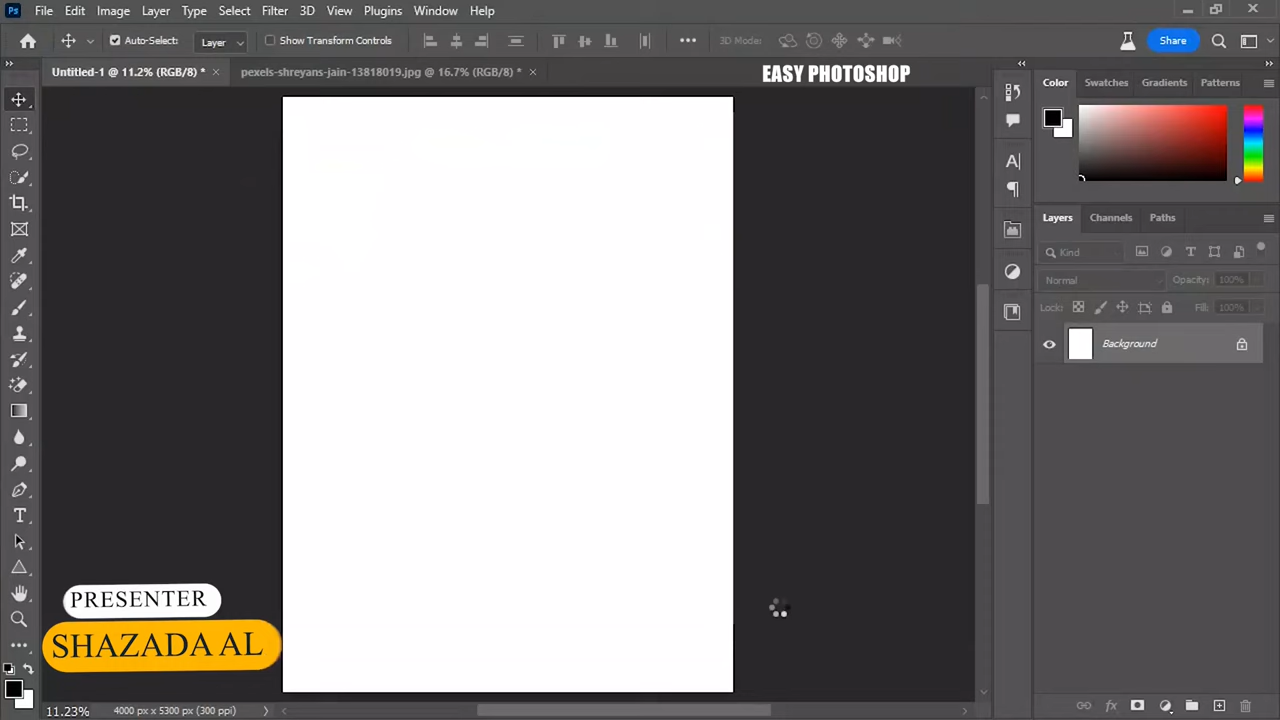 Ps File Edit Image Layer Type Select Filter 3D View Plugins Window Help
Auto-Select: Layer Show Transform Controls 3D Mode: Share
Untitled-1 @ 11.2% (RGB/8) * × pexels-shreyans-jain-13818019.jpg @ 16.7% (RGB/8) * ×
EASY PHOTOSHOP
Color Swatches Gradients Patterns
Layers Channels Paths
Kind
Normal Opacity: 100%
Lock: Fill: 100%
Background
PRESENTER
SHAZADA AL
11.23% 4000 px x 5300 px (300 ppi)